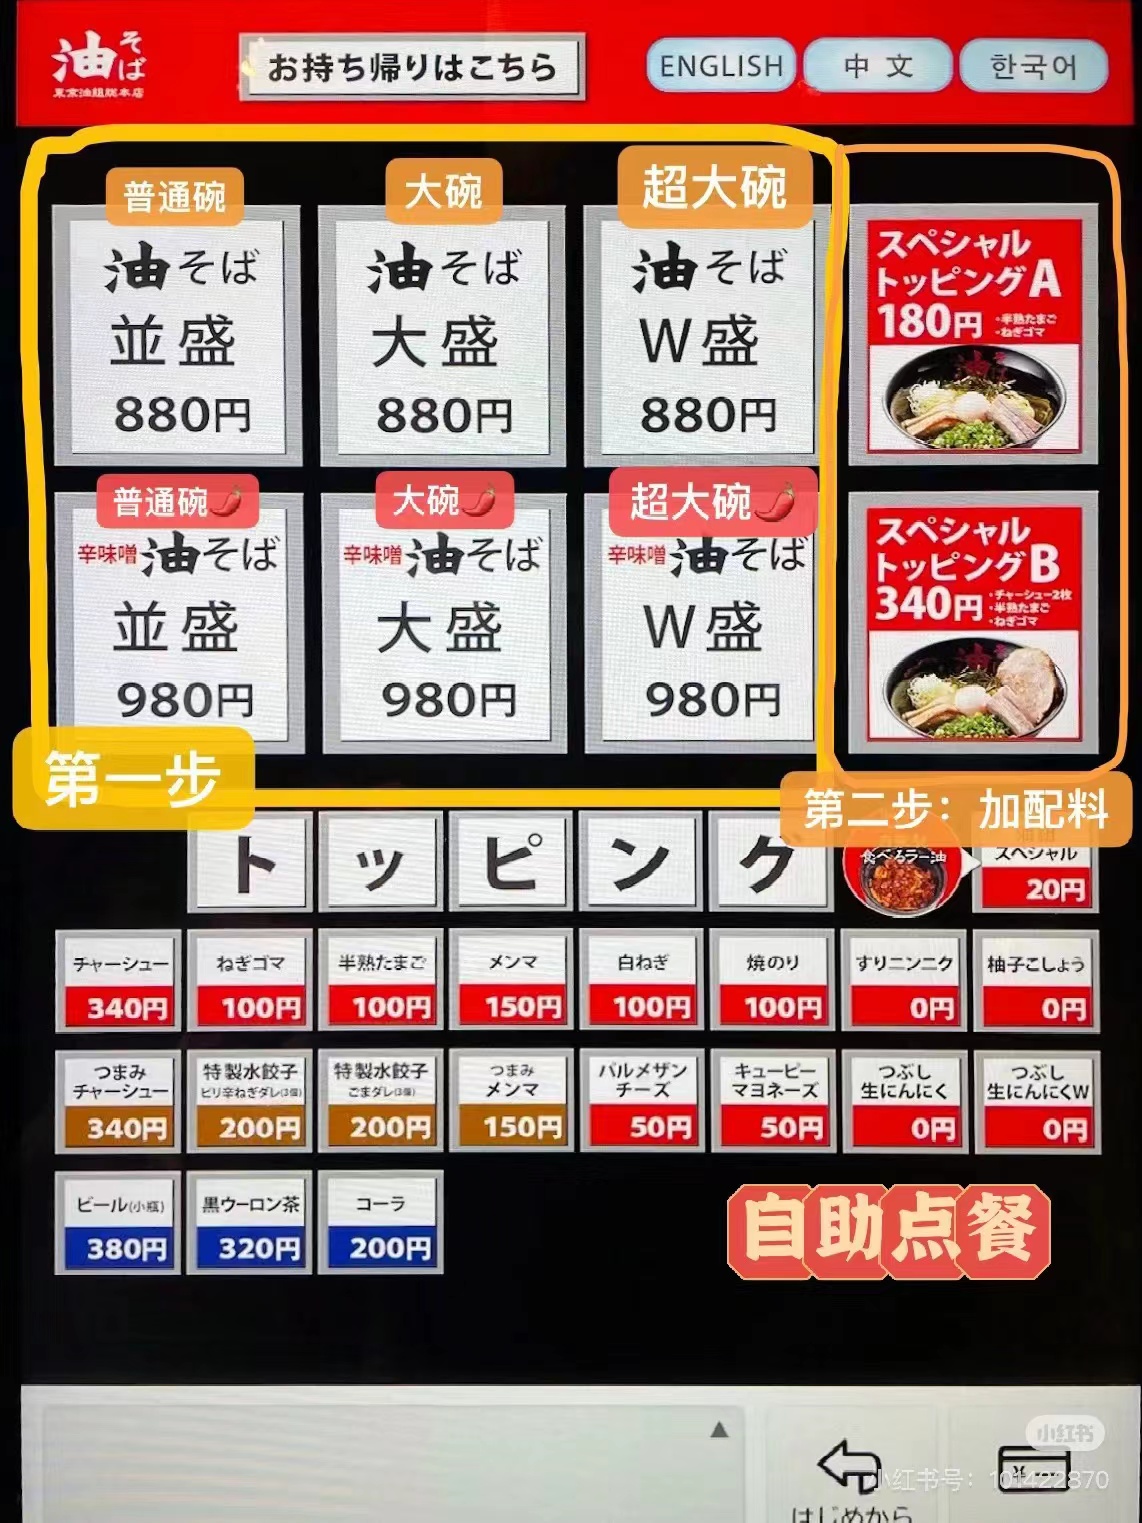 油そば
東京油組総本店
お持ち帰りはこちら
ENGLISH
中文
한국어
普通碗
大碗
超大碗
油そば
並盛
880円
油そば
大盛
880円
油そば
W盛
880円
スペシャル
トッピングA
180円
・半熟たまご
・ねぎゴマ
普通碗
大碗
超大碗
辛味噌 油そば
並盛
980円
辛味噌 油そば
大盛
980円
辛味噌 油そば
W盛
980円
スペシャル
トッピングB
340円
・チャーシュー2枚
・半熟たまご
・ねぎゴマ
第一步
第二步：加配料
トッピング
食べるラー油
スペシャル
20円
チャーシュー
340円
ねぎゴマ
100円
半熟たまご
100円
メンマ
150円
白ねぎ
100円
焼のり
100円
すりニンニク
0円
柚子こしょう
0円
つまみ
チャーシュー
340円
特製水餃子
ピリ辛ねぎダレ(3個)
200円
特製水餃子
ごまダレ(3個)
200円
つまみ
メンマ
150円
パルメザン
チーズ
50円
キューピー
マヨネーズ
50円
つぶし
生にんにく
0円
つぶし
生にんにくW
0円
ビール(小瓶)
380円
黒ウーロン茶
320円
コーラ
200円
自助点餐
はじめから
小红书
小红书号：101422870